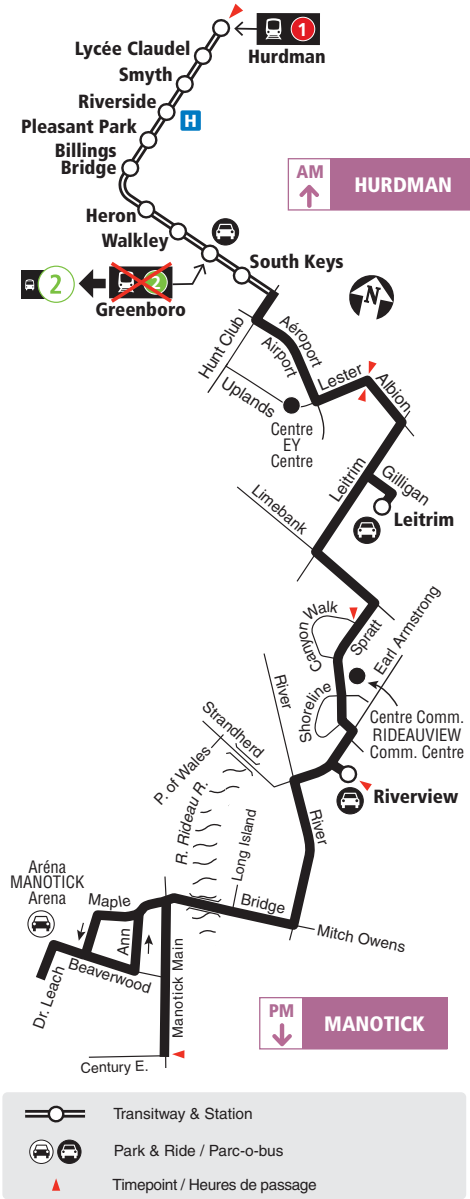 1
Hurdman
Lycée Claudel
Smyth
Riverside
H
Pleasant Park
Billings
Bridge
AM
HURDMAN
Heron
Walkley
South Keys
2
2
Greenboro
N
Hunt Club
Aéroport
Airport
Uplands
Lester
Albion
Centre
EY
Centre
Leitrim
Gilligan
Leitrim
Limebank
Canyon Walk
Spratt
Earl Armstrong
River
Shoreline
Centre Comm.
RIDEAUVIEW
Comm. Centre
Strandherd
P. of Wales
R. Rideau R.
Riverview
River
Long Island
Bridge
Mitch Owens
Aréna
MANOTICK
Arena
Maple
Ann
Beaverwood
Dr. Leach
Manotick Main
Century E.
PM
MANOTICK
Transitway & Station
Park & Ride / Parc-o-bus
Timepoint / Heures de passage